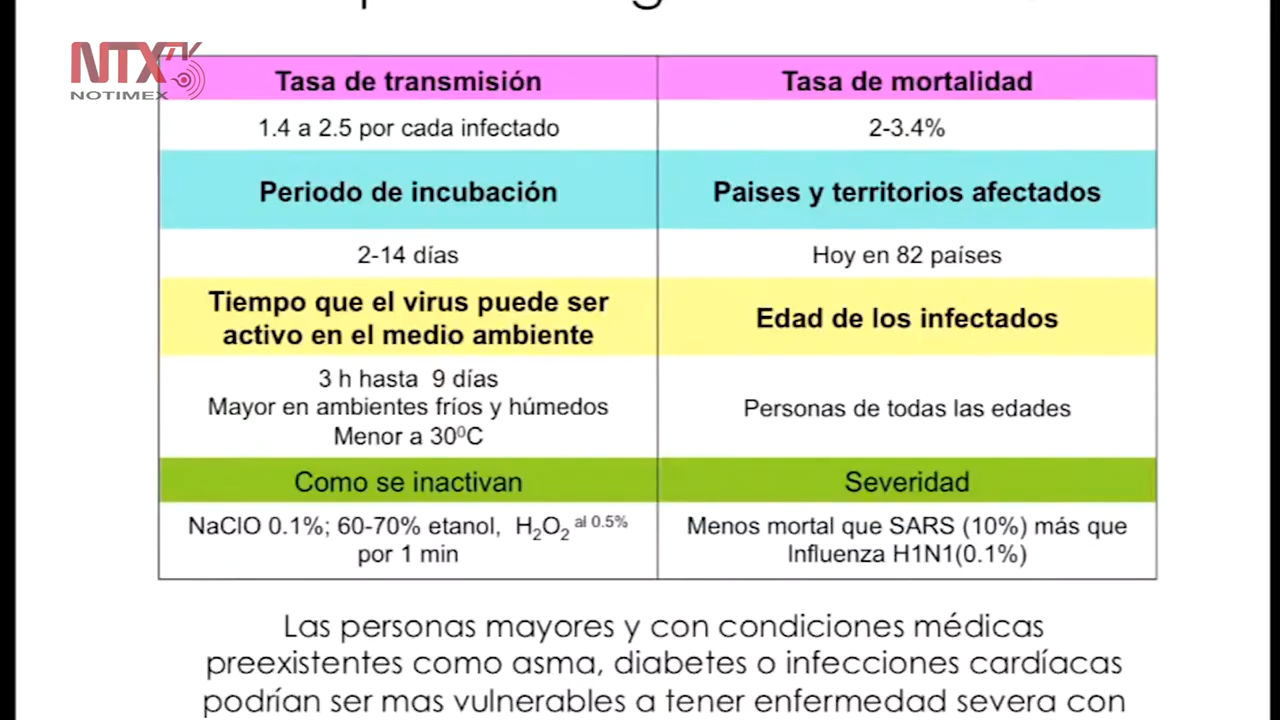 NTX TV
NOTIMEX
Tasa de transmisión
Tasa de mortalidad
1.4 a 2.5 por cada infectado
2-3.4%
Periodo de incubación
Paises y territorios afectados
2-14 días
Hoy en 82 países
Tiempo que el virus puede ser
activo en el medio ambiente
Edad de los infectados
3 h hasta 9 días
Mayor en ambientes fríos y húmedos
Menor a 30⁰C
Personas de todas las edades
Como se inactivan
Severidad
NaClO 0.1%; 60-70% etanol, H₂O₂ al 0.5%
por 1 min
Menos mortal que SARS (10%) más que
Influenza H1N1(0.1%)
Las personas mayores y con condiciones médicas
preexistentes como asma, diabetes o infecciones cardíacas
podrían ser mas vulnerables a tener enfermedad severa con